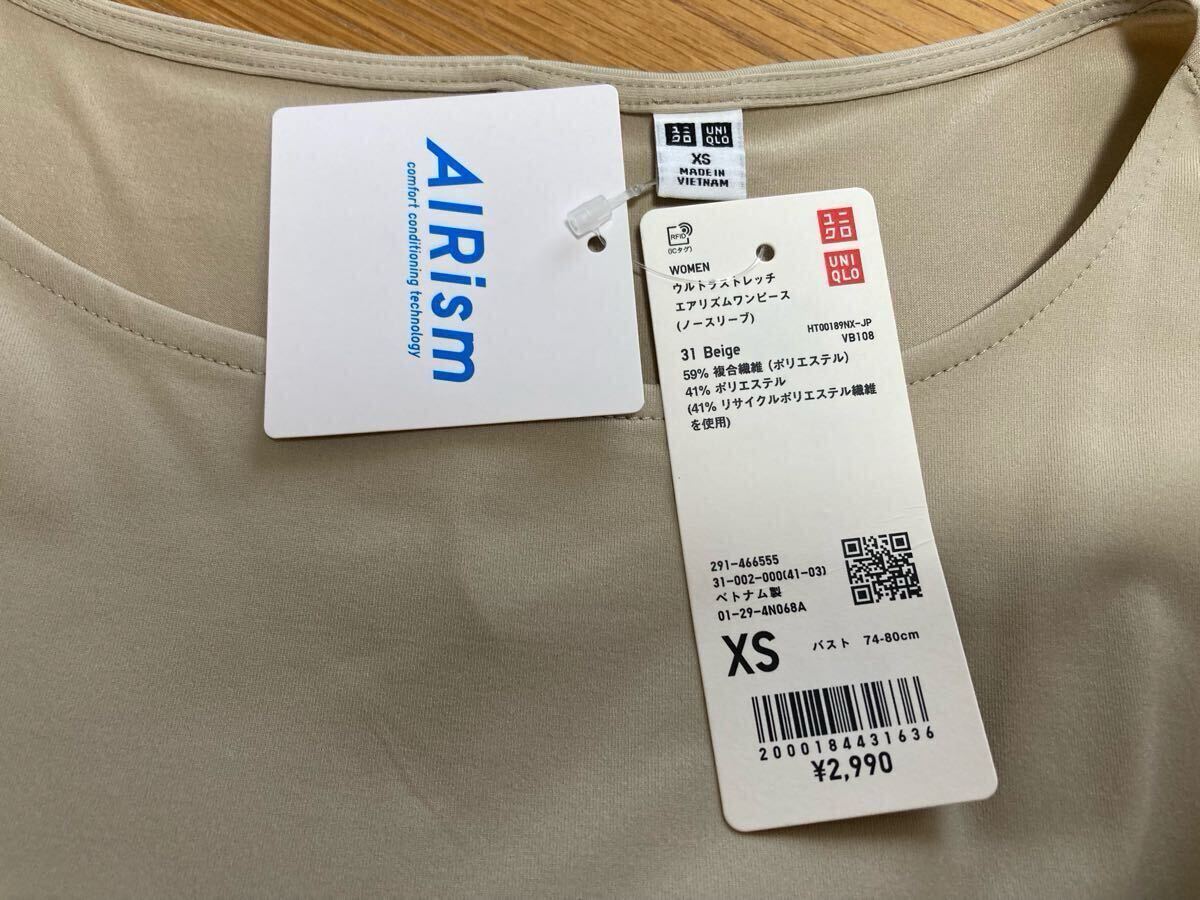 AIRism
comfort conditioning technology
ユニ
クロ
UNI
QLO
XS
MADE IN
VIETNAM
RFID
(ICタグ)
ユニ
クロ
UNI
QLO
WOMEN
ウルトラストレッチ
エアリズムワンピース
(ノースリーブ)
HT00189NX-JP
VB108
31 Beige
59% 複合繊維 (ポリエステル)
41% ポリエステル
(41% リサイクルポリエステル繊維
を使用)
291-466555
31-002-000(41-03)
ベトナム製
01-29-4N068A
XS バスト 74-80cm
2000184431636
¥2,990